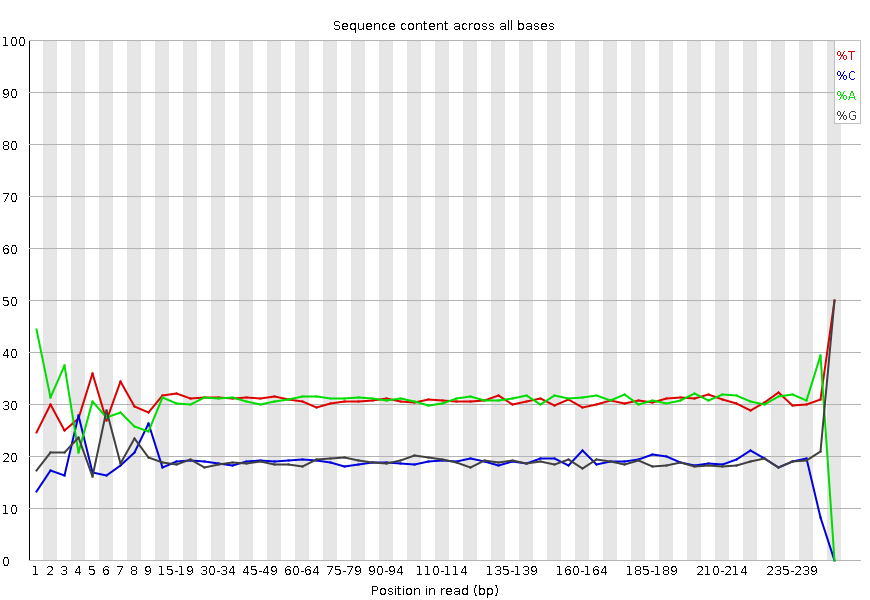 Sequence content across all bases
%T
%C
%A
%G
100
90
80
70
60
50
40
30
20
10
0
1 2 3 4 5 6 7 8 9 15-19 30-34 45-49 60-64 75-79 90-94 110-114 135-139 160-164 185-189 210-214 235-239
Position in read (bp)